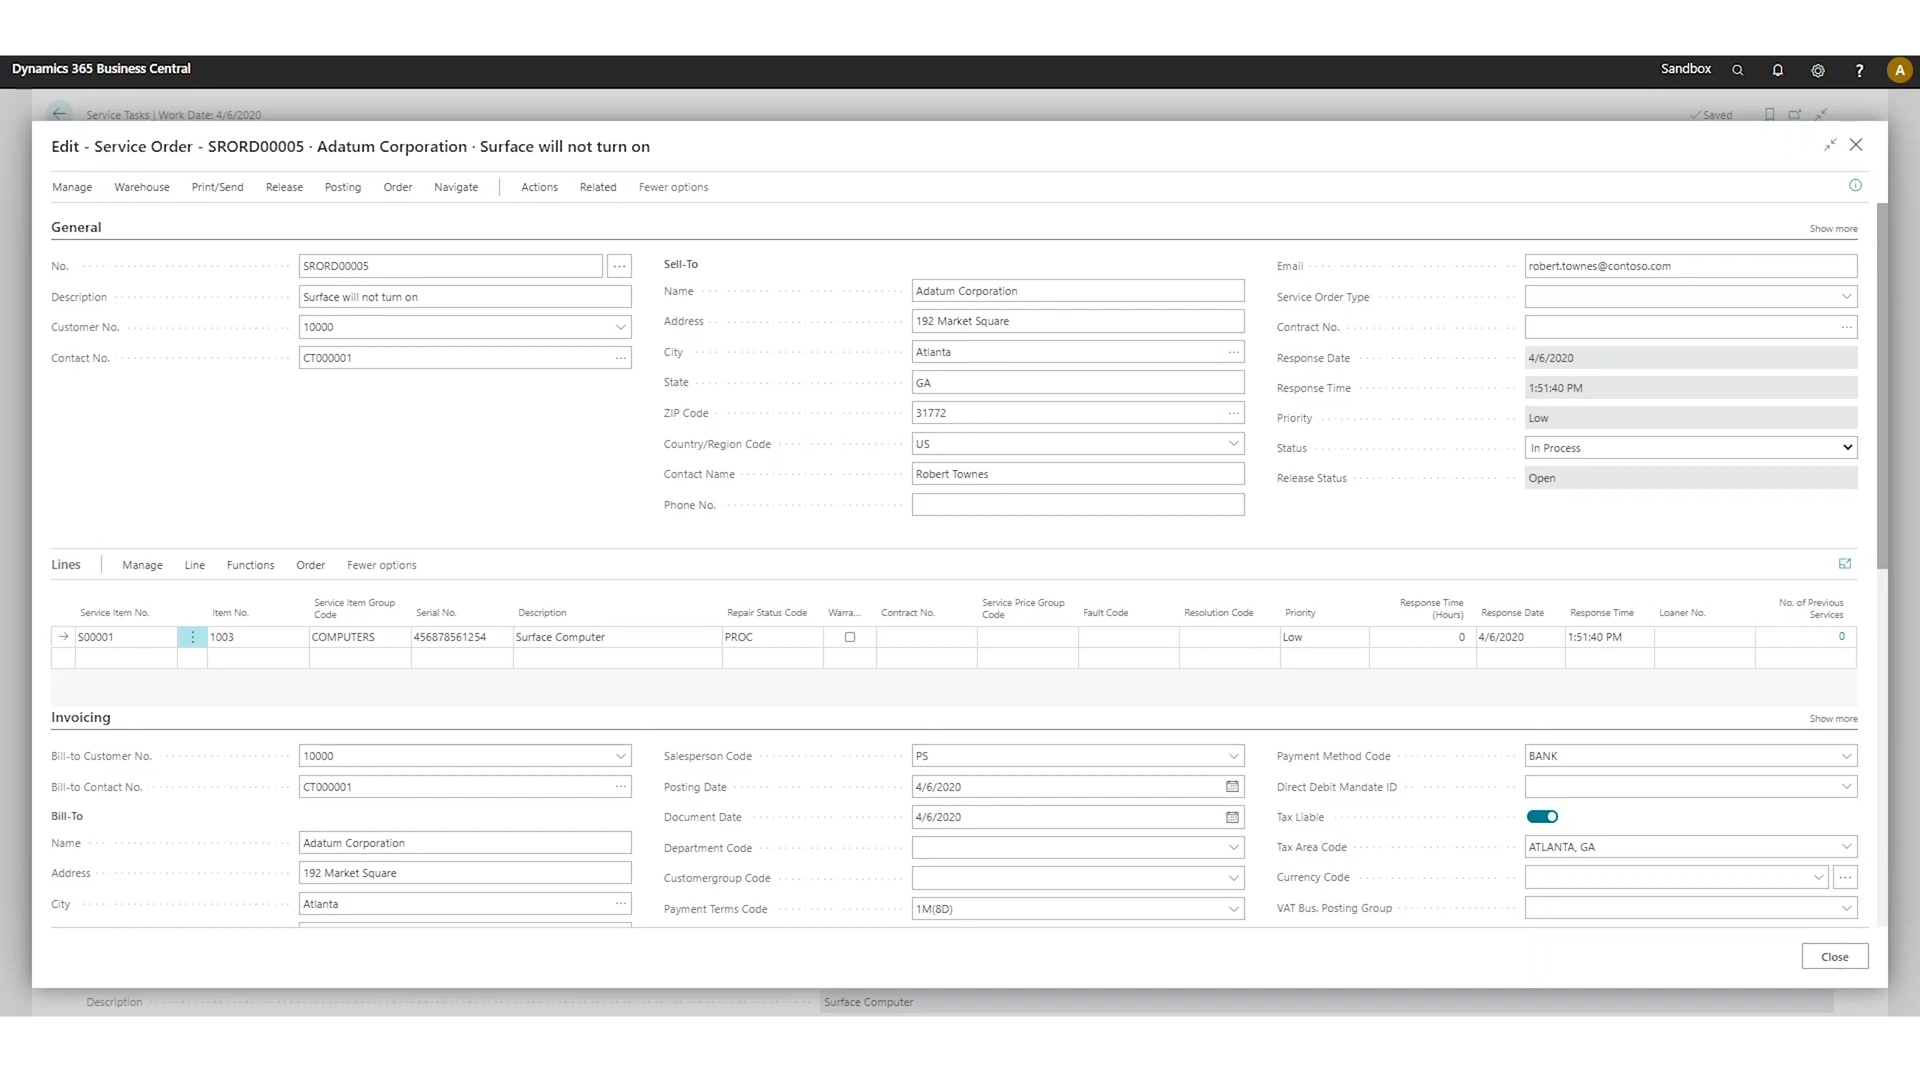 Dynamics 365 Business Central
Sandbox
?
A
Service Tasks | Work Date: 4/6/2020
Saved
Edit - Service Order - SRORD00005 · Adatum Corporation · Surface will not turn on
Manage Warehouse Print/Send Release Posting Order Navigate Actions Related Fewer options
General
Show more
No. SRORD00005
Description Surface will not turn on
Customer No. 10000
Contact No. CT000001
Sell-To
Name Adatum Corporation
Address 192 Market Square
City Atlanta
State GA
ZIP Code 31772
Country/Region Code US
Contact Name Robert Townes
Phone No.
Email robert.townes@contoso.com
Service Order Type
Contract No.
Response Date 4/6/2020
Response Time 1:51:40 PM
Priority Low
Status In Process
Release Status Open
Lines Manage Line Functions Order Fewer options
Service Item No. Item No. Service Item Group Code Serial No. Description Repair Status Code Warra... Contract No. Service Price Group Code Fault Code Resolution Code Priority Response Time (Hours) Response Date Response Time Loaner No. No. of Previous Services
S00001 1003 COMPUTERS 456878561254 Surface Computer PROC Low 0 4/6/2020 1:51:40 PM 0
Invoicing
Show more
Bill-to Customer No. 10000
Bill-to Contact No. CT000001
Bill-To
Name Adatum Corporation
Address 192 Market Square
City Atlanta
Salesperson Code PS
Posting Date 4/6/2020
Document Date 4/6/2020
Department Code
Customergroup Code
Payment Terms Code 1M(8D)
Payment Method Code BANK
Direct Debit Mandate ID
Tax Liable
Tax Area Code ATLANTA, GA
Currency Code
VAT Bus. Posting Group
Close
Description Surface Computer